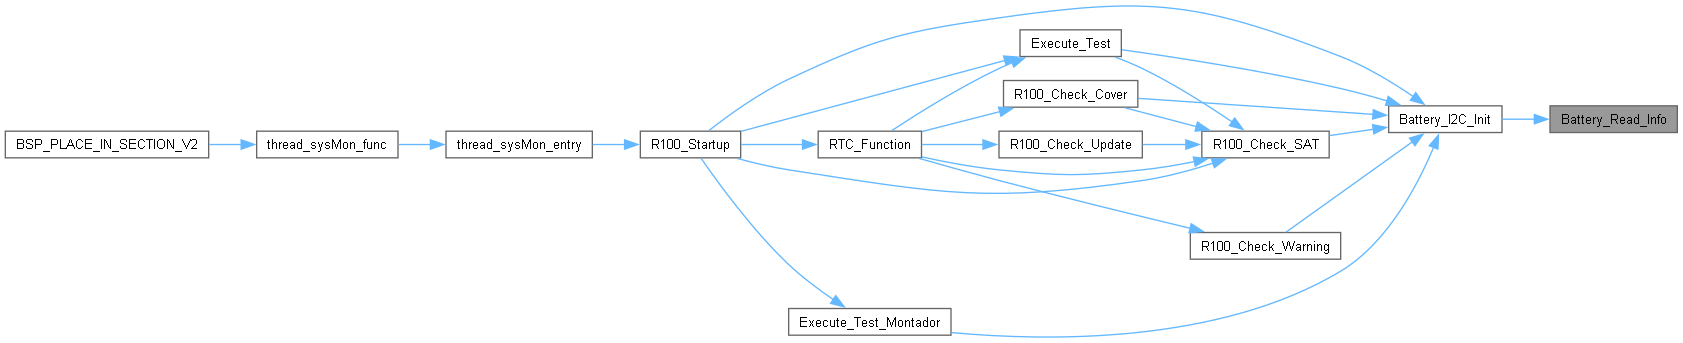 Execute_Test
R100_Check_Cover
Battery_I2C_Init
Battery_Read_Info
BSP_PLACE_IN_SECTION_V2
thread_sysMon_func
thread_sysMon_entry
R100_Startup
RTC_Function
R100_Check_Update
R100_Check_SAT
R100_Check_Warning
Execute_Test_Montador